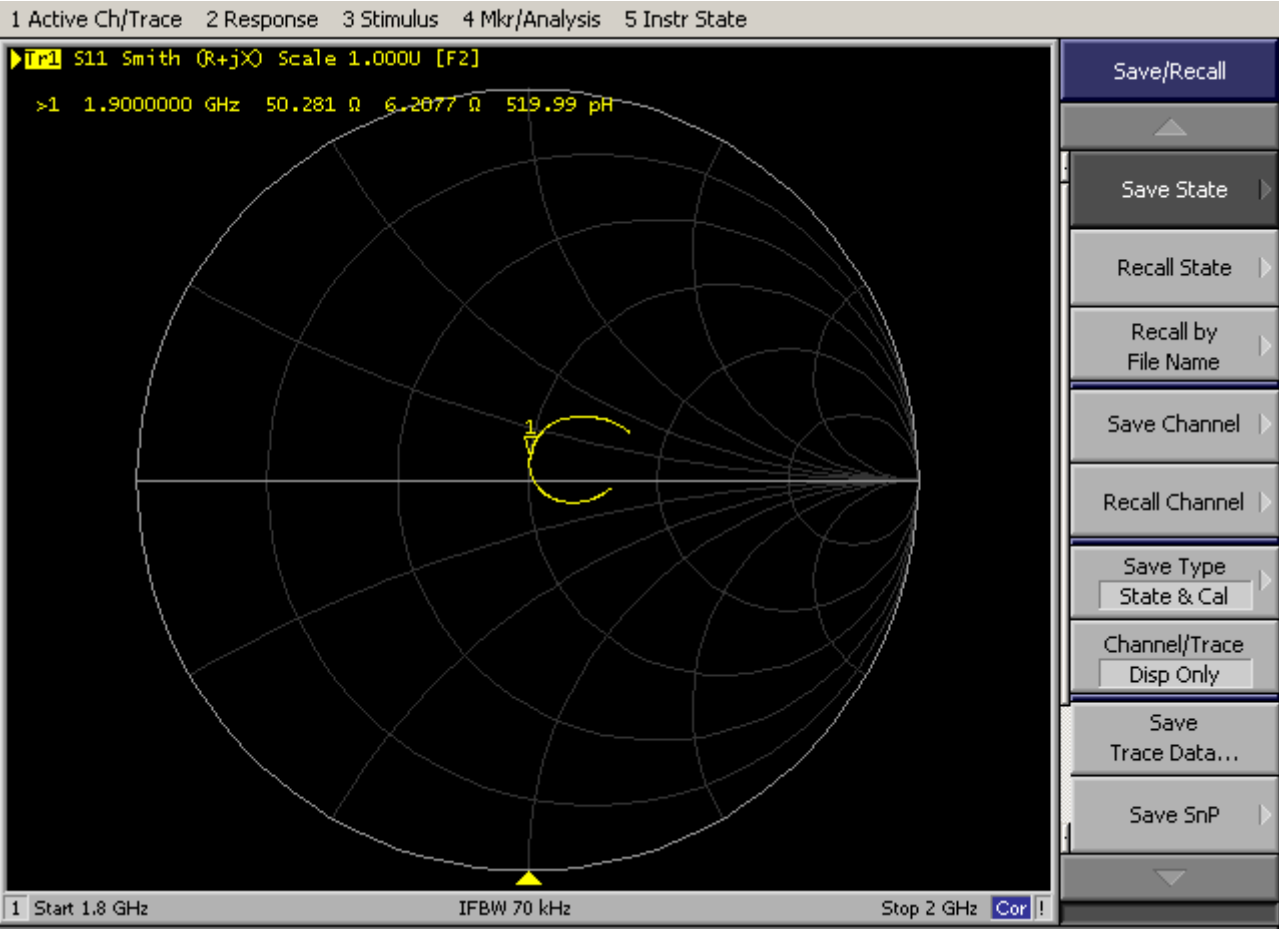 1 Active Ch/Trace 2 Response 3 Stimulus 4 Mkr/Analysis 5 Instr State
Tr1 S11 Smith (R+jX) Scale 1.000U [F2]
>1 1.9000000 GHz 50.281 Ω 6.2077 Ω 519.99 pH
1
1 Start 1.8 GHz IFBW 70 kHz Stop 2 GHz Cor !
Save/Recall
Save State
Recall State
Recall by
File Name
Save Channel
Recall Channel
Save Type
State & Cal
Channel/Trace
Disp Only
Save
Trace Data...
Save SnP